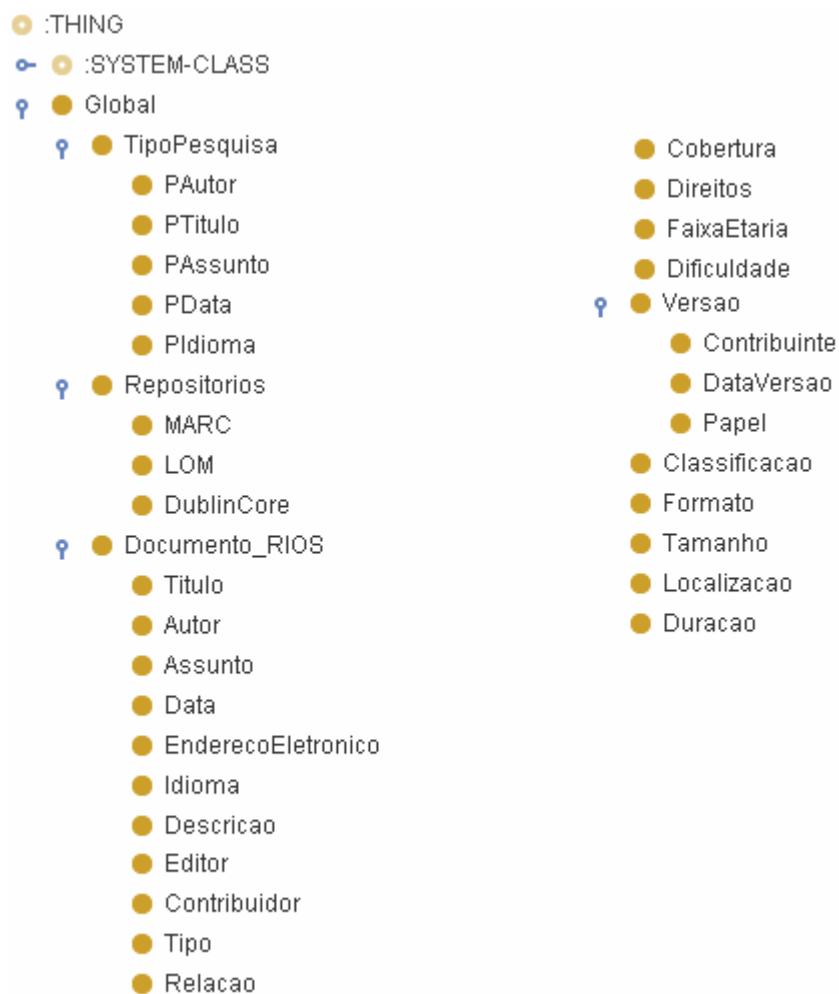 :THING
:SYSTEM-CLASS
Global
TipoPesquisa
PAutor
PTitulo
PAssunto
PData
PIdioma
Repositorios
MARC
LOM
DublinCore
Documento_RIOS
Titulo
Autor
Assunto
Data
EnderecoEletronico
Idioma
Descricao
Editor
Contribuidor
Tipo
Relacao
Cobertura
Direitos
FaixaEtaria
Dificuldade
Versao
Contribuinte
DataVersao
Papel
Classificacao
Formato
Tamanho
Localizacao
Duracao